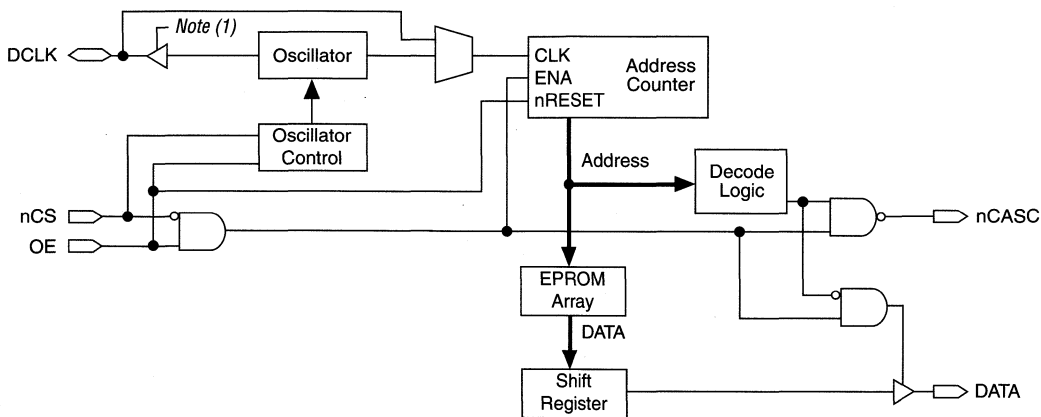 Note (1)
DCLK
Oscillator
CLK
ENA
nRESET
Address
Counter
Oscillator
Control
Address
Decode
Logic
nCS
OE
nCASC
EPROM
Array
DATA
Shift
Register
DATA